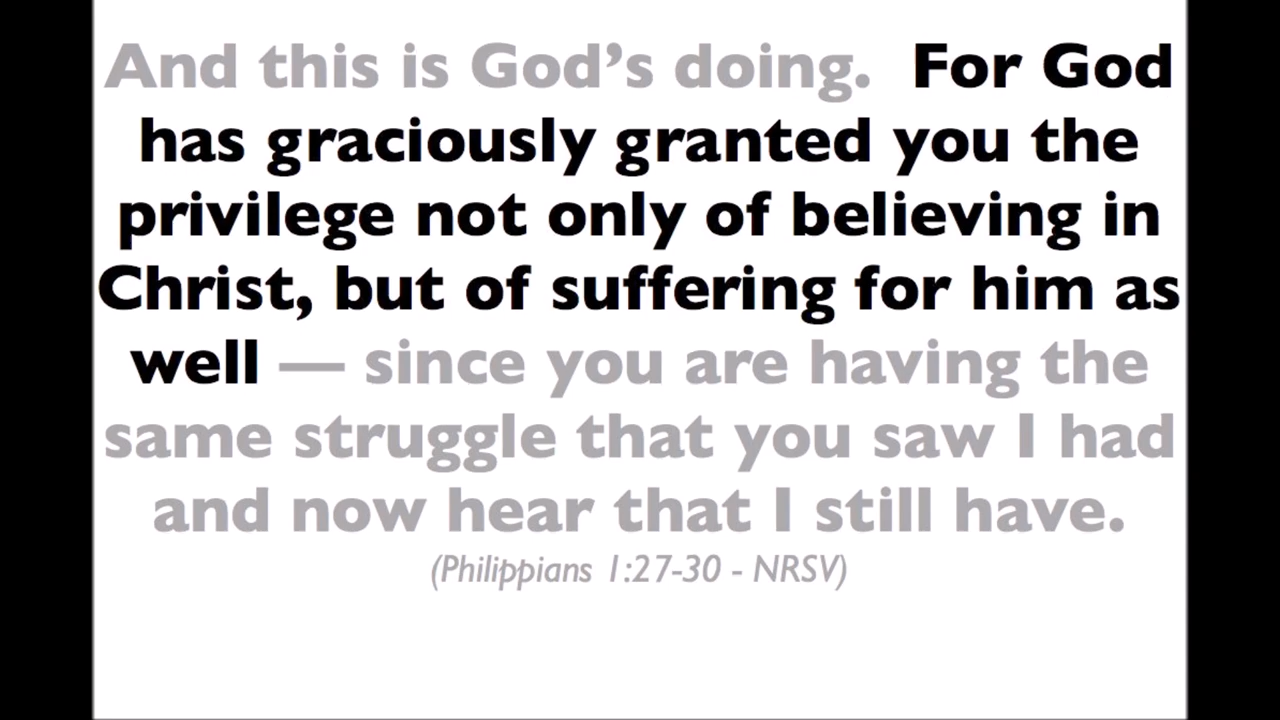 And this is God’s doing.  For God
has graciously granted you the
privilege not only of believing in
Christ, but of suffering for him as
well — since you are having the
same struggle that you saw I had
and now hear that I still have.
(Philippians 1:27-30 - NRSV)